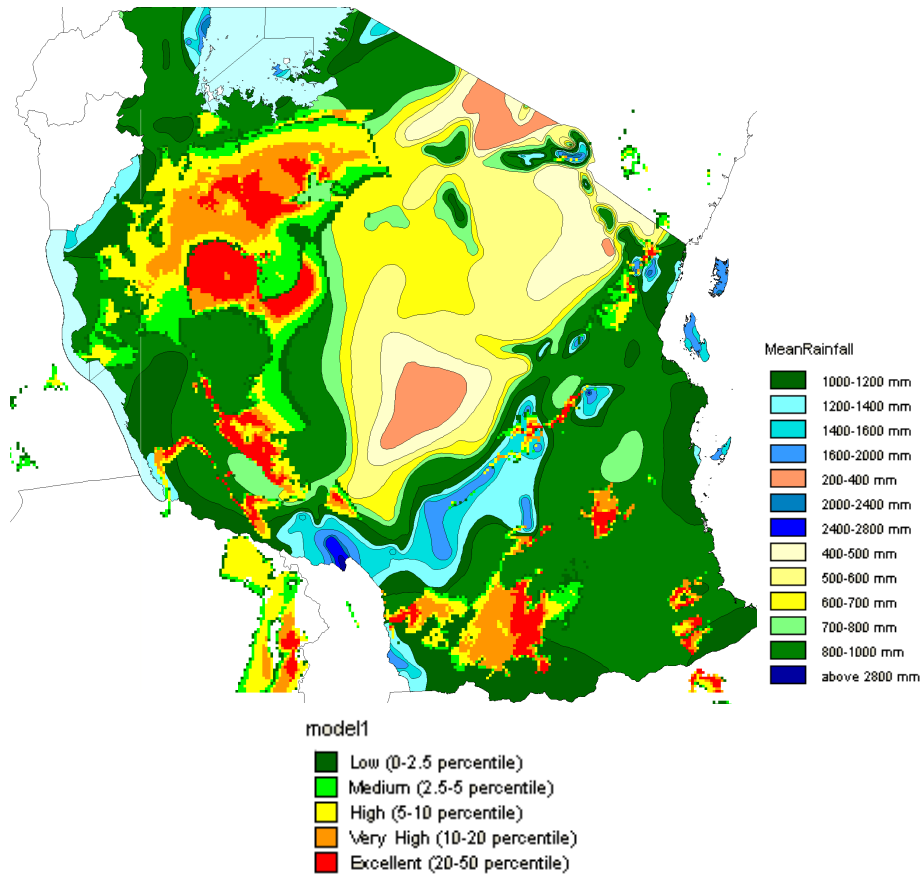 MeanRainfall
1000-1200 mm
1200-1400 mm
1400-1600 mm
1600-2000 mm
200-400 mm
2000-2400 mm
2400-2800 mm
400-500 mm
500-600 mm
600-700 mm
700-800 mm
800-1000 mm
above 2800 mm
model1
Low (0-2.5 percentile)
Medium (2.5-5 percentile)
High (5-10 percentile)
Very High (10-20 percentile)
Excellent (20-50 percentile)